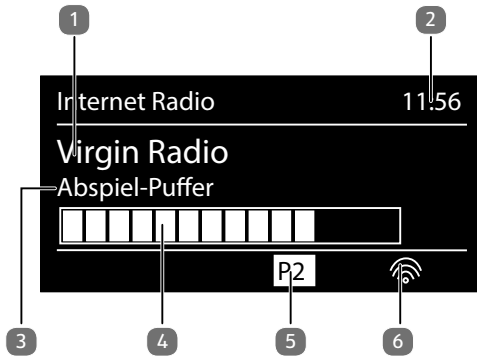 1 2
Internet Radio 11:56
Virgin Radio
Abspiel-Puffer
P2
3 4 5 6